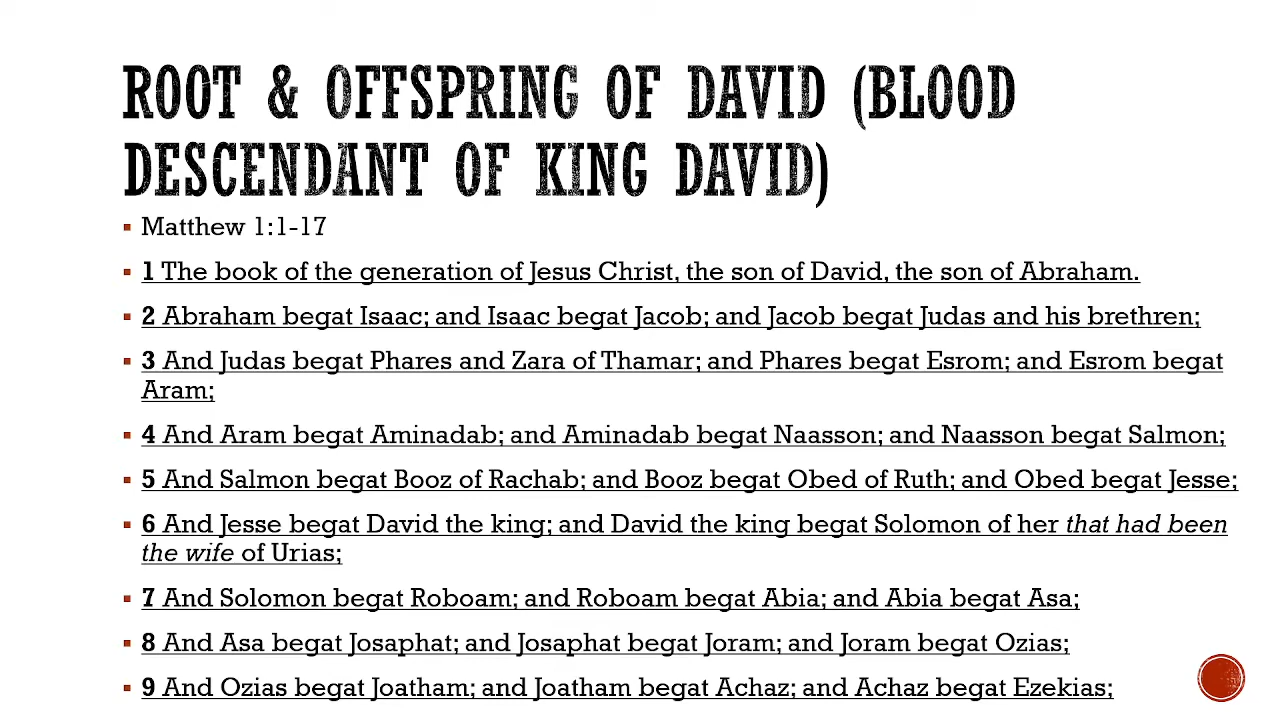 ROOT & OFFSPRING OF DAVID (BLOOD
DESCENDANT OF KING DAVID)
▪ Matthew 1:1-17
▪ 1 The book of the generation of Jesus Christ, the son of David, the son of Abraham.
▪ 2 Abraham begat Isaac; and Isaac begat Jacob; and Jacob begat Judas and his brethren;
▪ 3 And Judas begat Phares and Zara of Thamar; and Phares begat Esrom; and Esrom begat
Aram;
▪ 4 And Aram begat Aminadab; and Aminadab begat Naasson; and Naasson begat Salmon;
▪ 5 And Salmon begat Booz of Rachab; and Booz begat Obed of Ruth; and Obed begat Jesse;
▪ 6 And Jesse begat David the king; and David the king begat Solomon of her that had been
the wife of Urias;
▪ 7 And Solomon begat Roboam; and Roboam begat Abia; and Abia begat Asa;
▪ 8 And Asa begat Josaphat; and Josaphat begat Joram; and Joram begat Ozias;
▪ 9 And Ozias begat Joatham; and Joatham begat Achaz; and Achaz begat Ezekias;